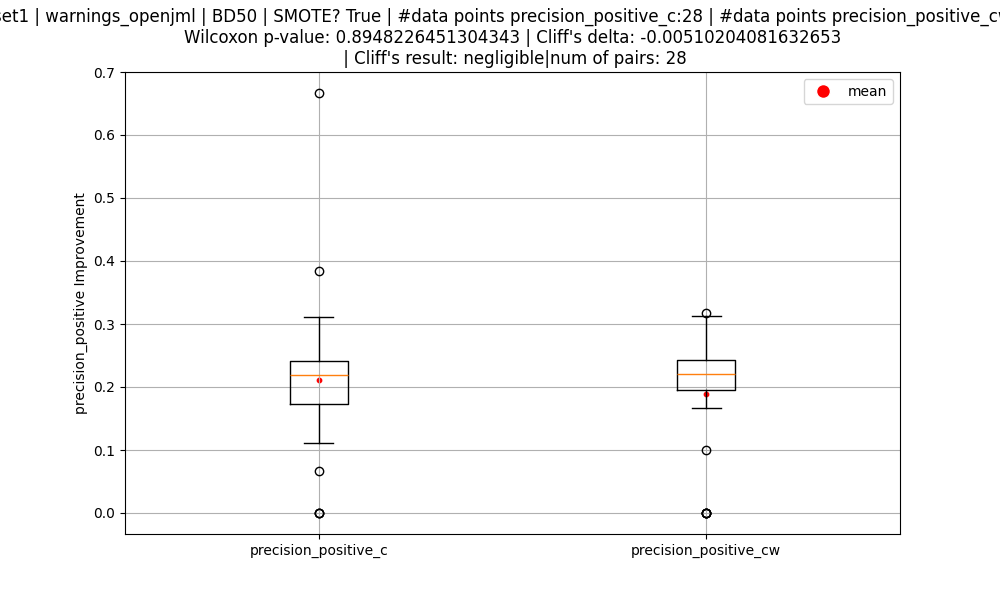 set1 | warnings_openjml | BD50 | SMOTE? True | #data points precision_positive_c:28 | #data points precision_positive_cw
Wilcoxon p-value: 0.8948226451304343 | Cliff's delta: -0.00510204081632653
| Cliff's result: negligible|num of pairs: 28
mean
0.7
0.6
0.5
0.4
0.3
0.2
0.1
0.0
precision_positive Improvement
precision_positive_c
precision_positive_cw